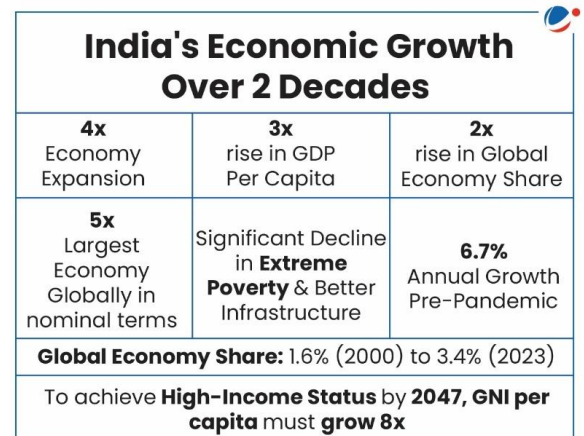 India's Economic Growth
Over 2 Decades
4x
Economy
Expansion
3x
rise in GDP
Per Capita
2x
rise in Global
Economy Share
5x
Largest
Economy
Globally in
nominal terms
Significant Decline
in Extreme
Poverty & Better
Infrastructure
6.7%
Annual Growth
Pre-Pandemic
Global Economy Share: 1.6% (2000) to 3.4% (2023)
To achieve High-Income Status by 2047, GNI per
capita must grow 8x